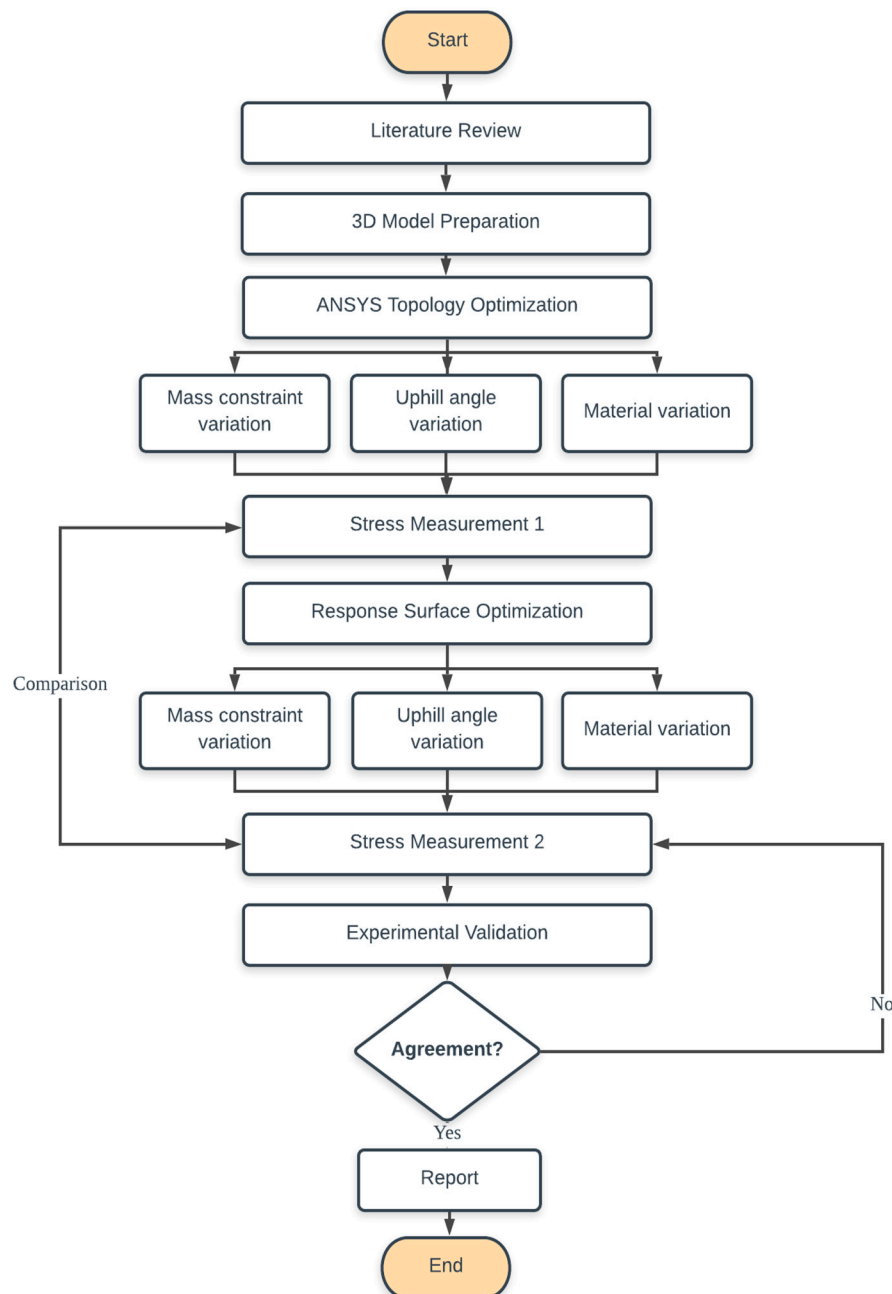 Start
Literature Review
3D Model Preparation
ANSYS Topology Optimization
Mass constraint
variation
Uphill angle
variation
Material variation
Stress Measurement 1
Response Surface Optimization
Comparison
Mass constraint
variation
Uphill angle
variation
Material variation
Stress Measurement 2
Experimental Validation
No
Agreement?
Yes
Report
End